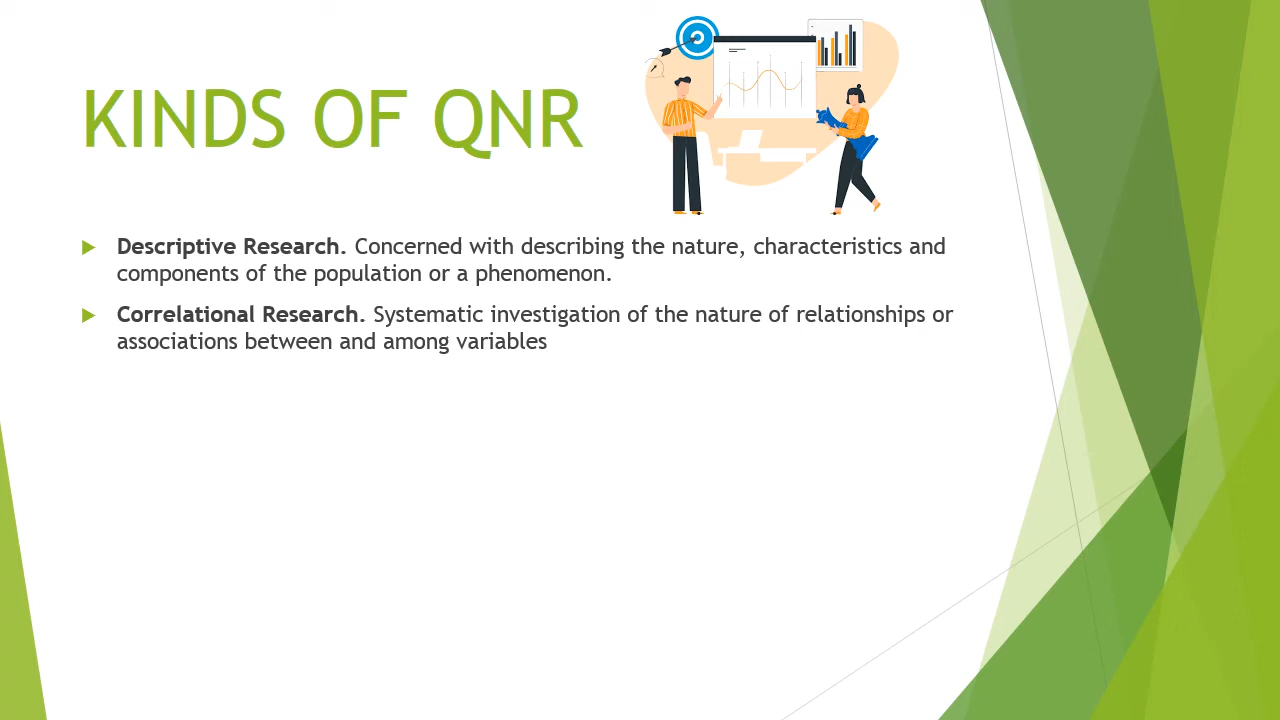 KINDS OF QNR
Descriptive Research. Concerned with describing the nature, characteristics and
components of the population or a phenomenon.
Correlational Research. Systematic investigation of the nature of relationships or
associations between and among variables